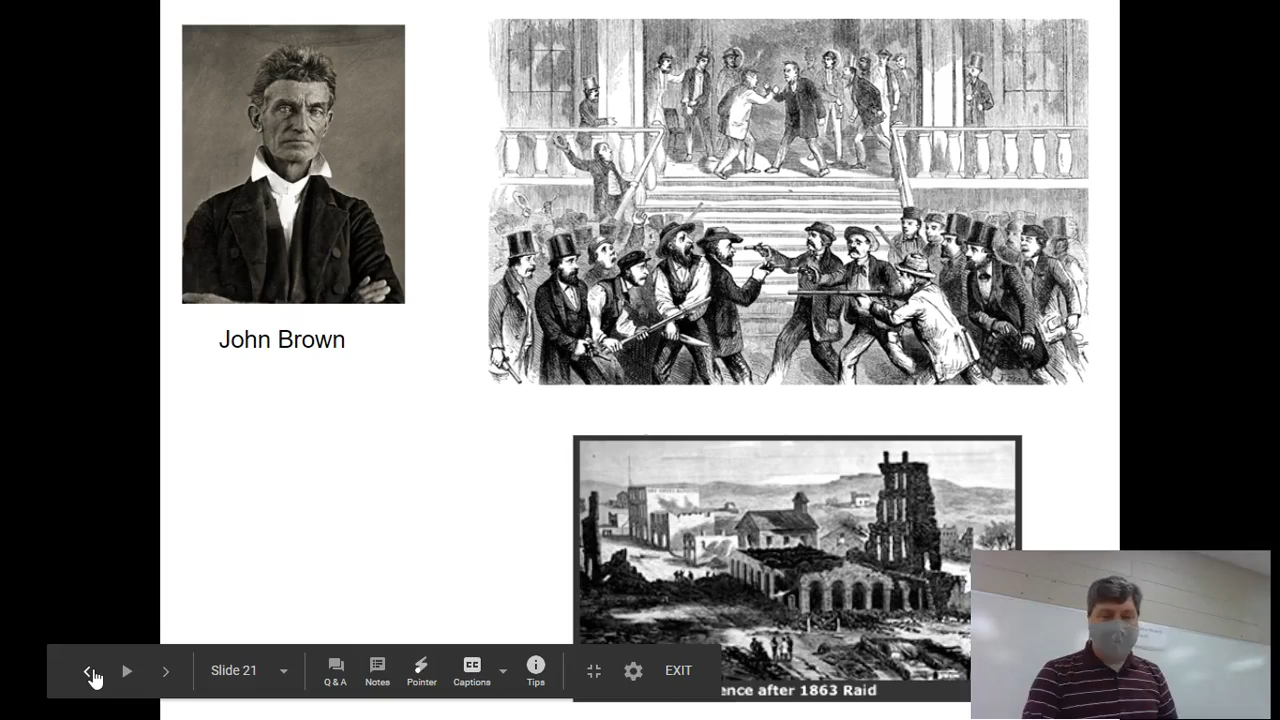 John Brown
ence after 1863 Raid
Slide 21
Q & A
Notes
Pointer
Captions
Tips
EXIT